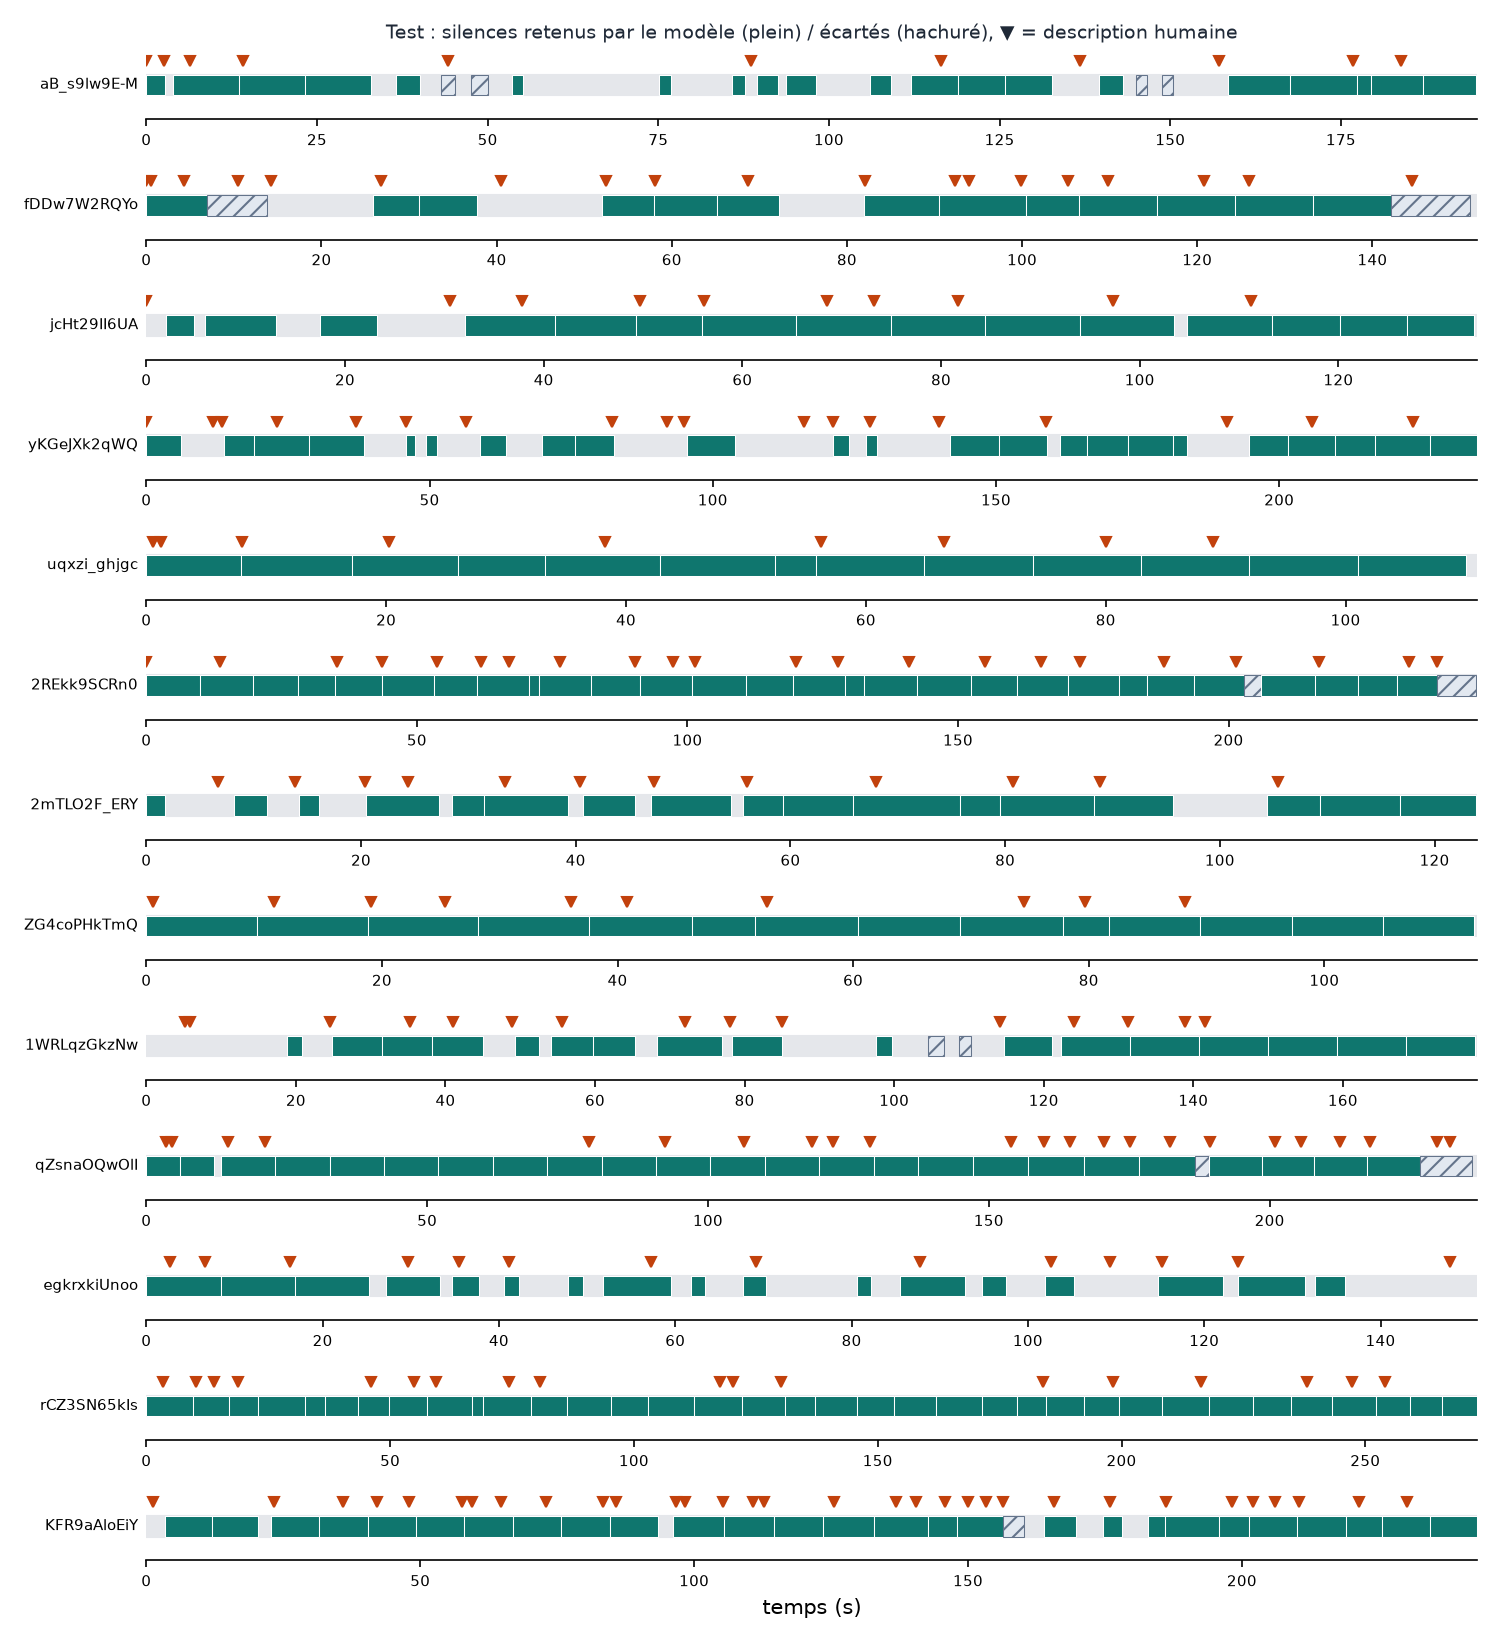 Test : silences retenus par le modèle (plein) / écartés (hachuré), ▼ = description humaine
aB_s9lw9E-M
0 25 50 75 100 125 150 175
fDDw7W2RQYo
0 20 40 60 80 100 120 140
jcHt29II6UA
0 20 40 60 80 100 120
yKGeJXk2qWQ
0 50 100 150 200
uqxzi_ghjgc
0 20 40 60 80 100
2REkk9SCRn0
0 50 100 150 200
2mTLO2F_ERY
0 20 40 60 80 100 120
ZG4coPHkTmQ
0 20 40 60 80 100
1WRLqzGkzNw
0 20 40 60 80 100 120 140 160
qZsnaOQwOII
0 50 100 150 200
egkrxkiUnoo
0 20 40 60 80 100 120 140
rCZ3SN65kIs
0 50 100 150 200 250
KFR9aAloEiY
0 50 100 150 200
temps (s)